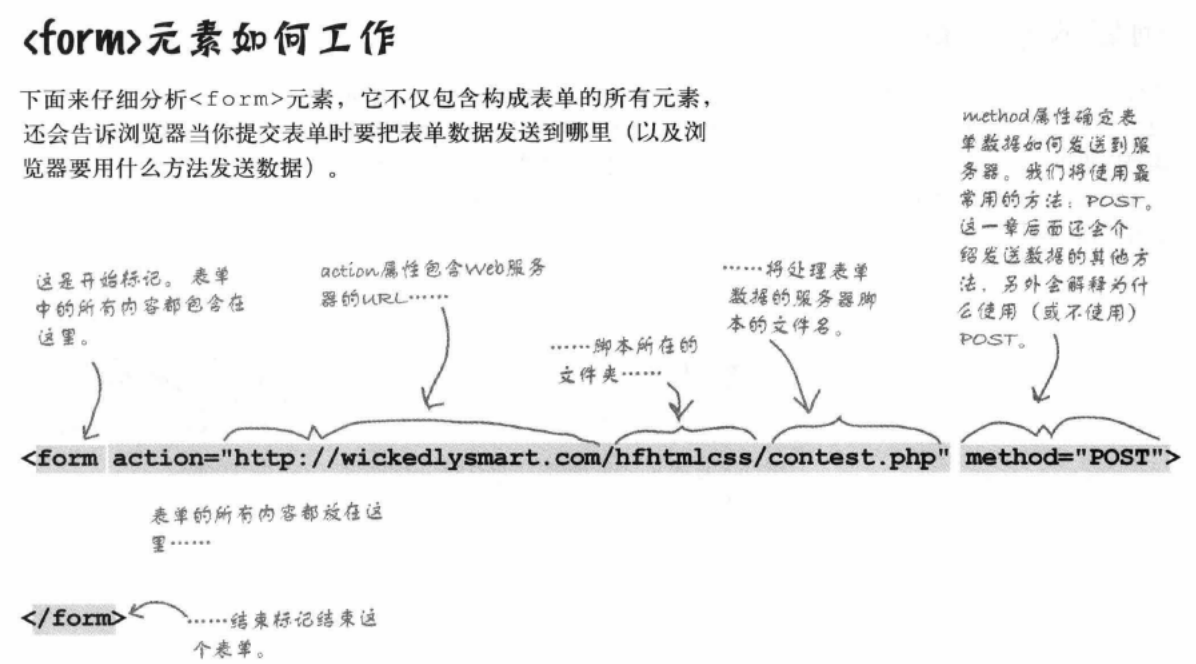 <form>元素如何工作
下面来仔细分析<form>元素，它不仅包含构成表单的所有元素，
还会告诉浏览器当你提交表单时要把表单数据发送到哪里（以及浏
览器要用什么方法发送数据）。
method属性确定表
单数据如何发送到服
务器。我们将使用最
常用的方法：POST。
这一章后面还会介
绍发送数据的其他方
法，另外会解释为什
么使用（或不使用）
POST。
这是开始标记。表单
中的所有内容都包含在
这里。
action属性包含Web服务
器的URL……
……脚本所在的
文件夹……
……将处理表单
数据的服务器脚
本的文件名。
<form action="http://wickedlysmart.com/hfhtmlcss/contest.php" method="POST">
表单的所有内容都放在这
里……
</form>
……结束标记结束这
个表单。